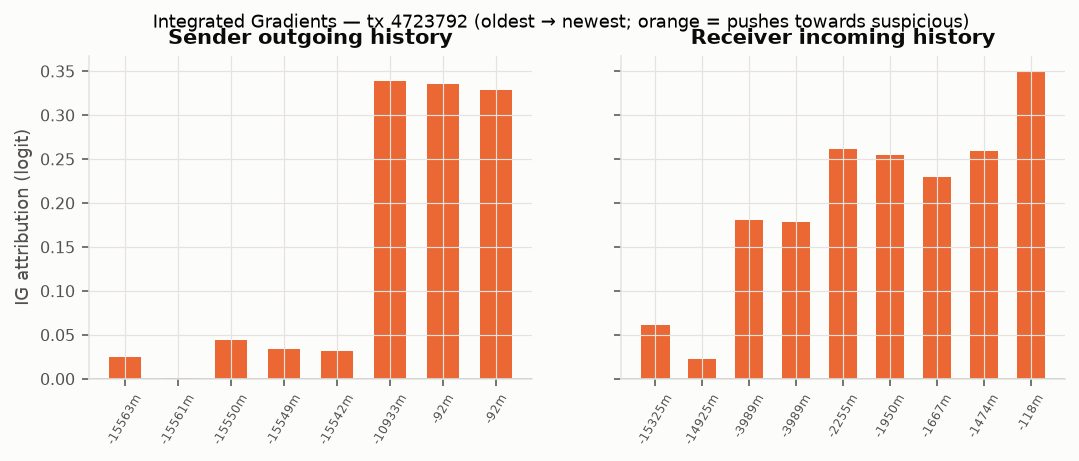 Integrated Gradients — tx_4723792 (oldest → newest; orange = pushes towards suspicious)
Sender outgoing history
Receiver incoming history
IG attribution (logit)
0.35
0.30
0.25
0.20
0.15
0.10
0.05
0.00
-15563m
-15561m
-15550m
-15549m
-15542m
-10933m
-92m
-92m
-15325m
-14925m
-3989m
-3989m
-2255m
-1950m
-1667m
-1474m
-118m